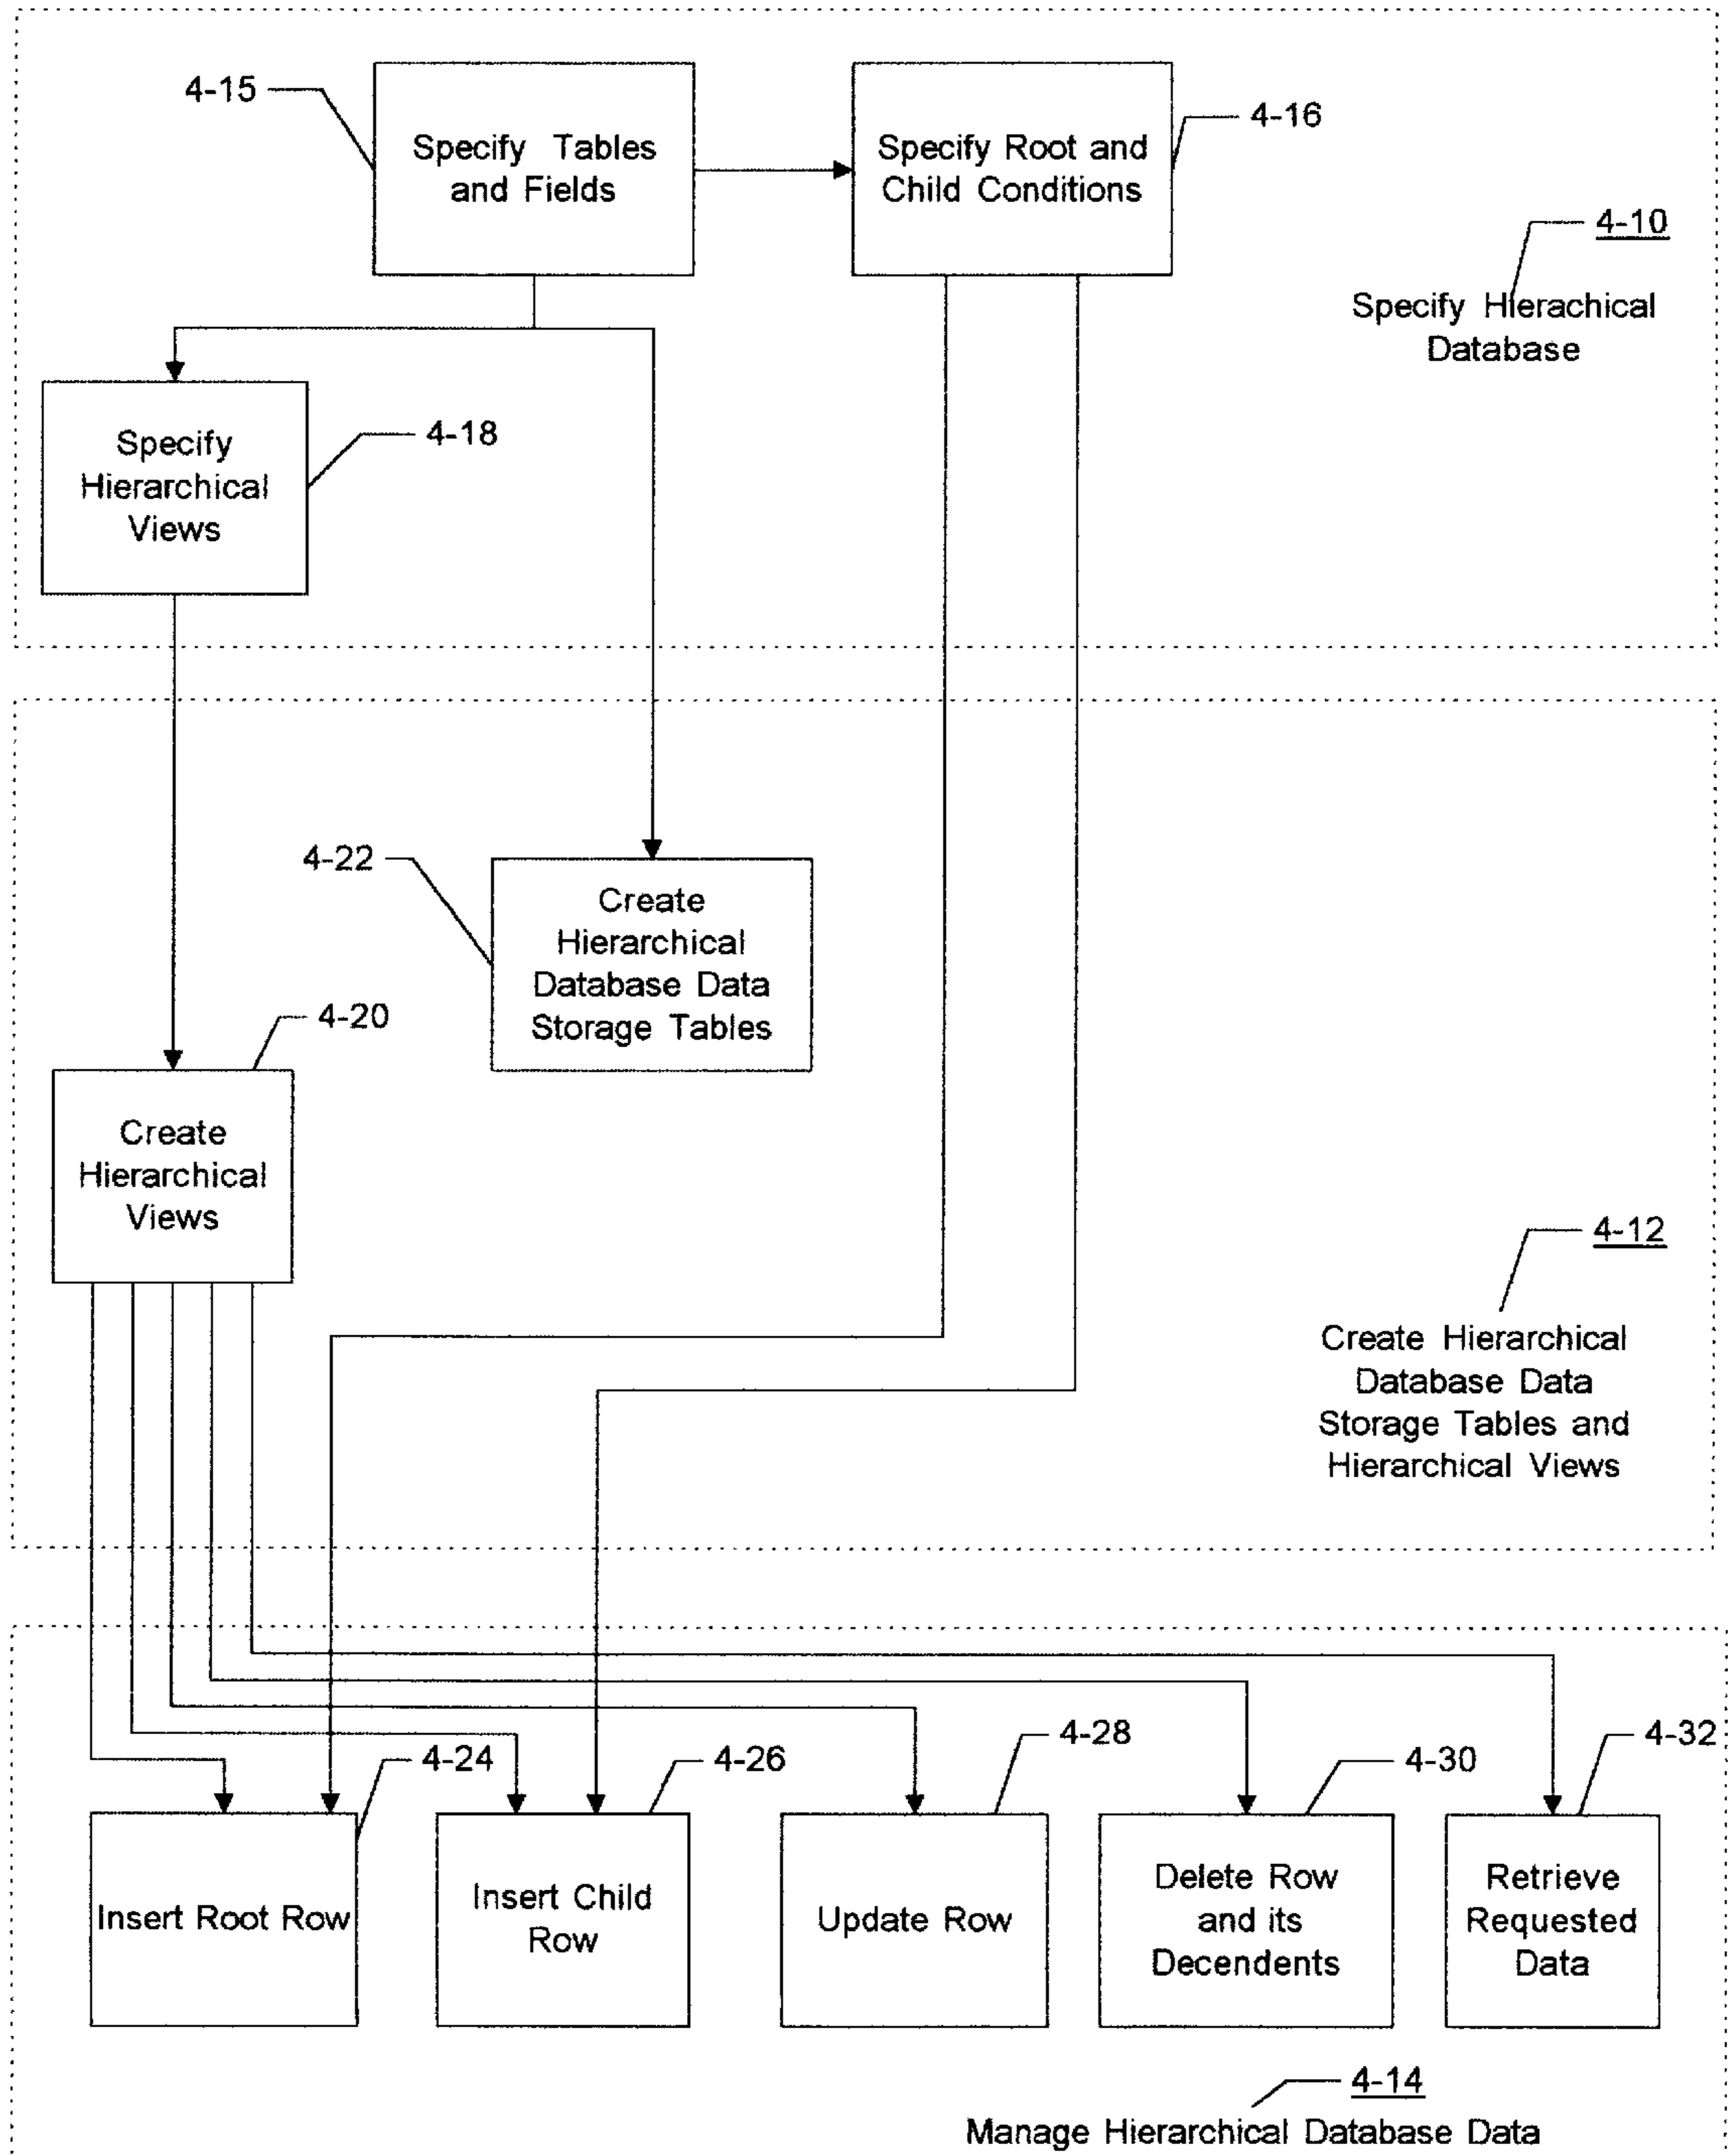 4-15
Specify Tables
and Fields
Specify Root and
Child Conditions
4-16
4-10
Specify Hierachical
Database
Specify
Hierarchical
Views
4-18
4-22
Create
Hierarchical
Database Data
Storage Tables
4-20
Create
Hierarchical
Views
4-12
Create Hierarchical
Database Data
Storage Tables and
Hierarchical Views
4-24
4-26
4-28
4-30
4-32
Insert Root Row
Insert Child
Row
Update Row
Delete Row
and its
Decendents
Retrieve
Requested
Data
4-14
Manage Hierarchical Database Data